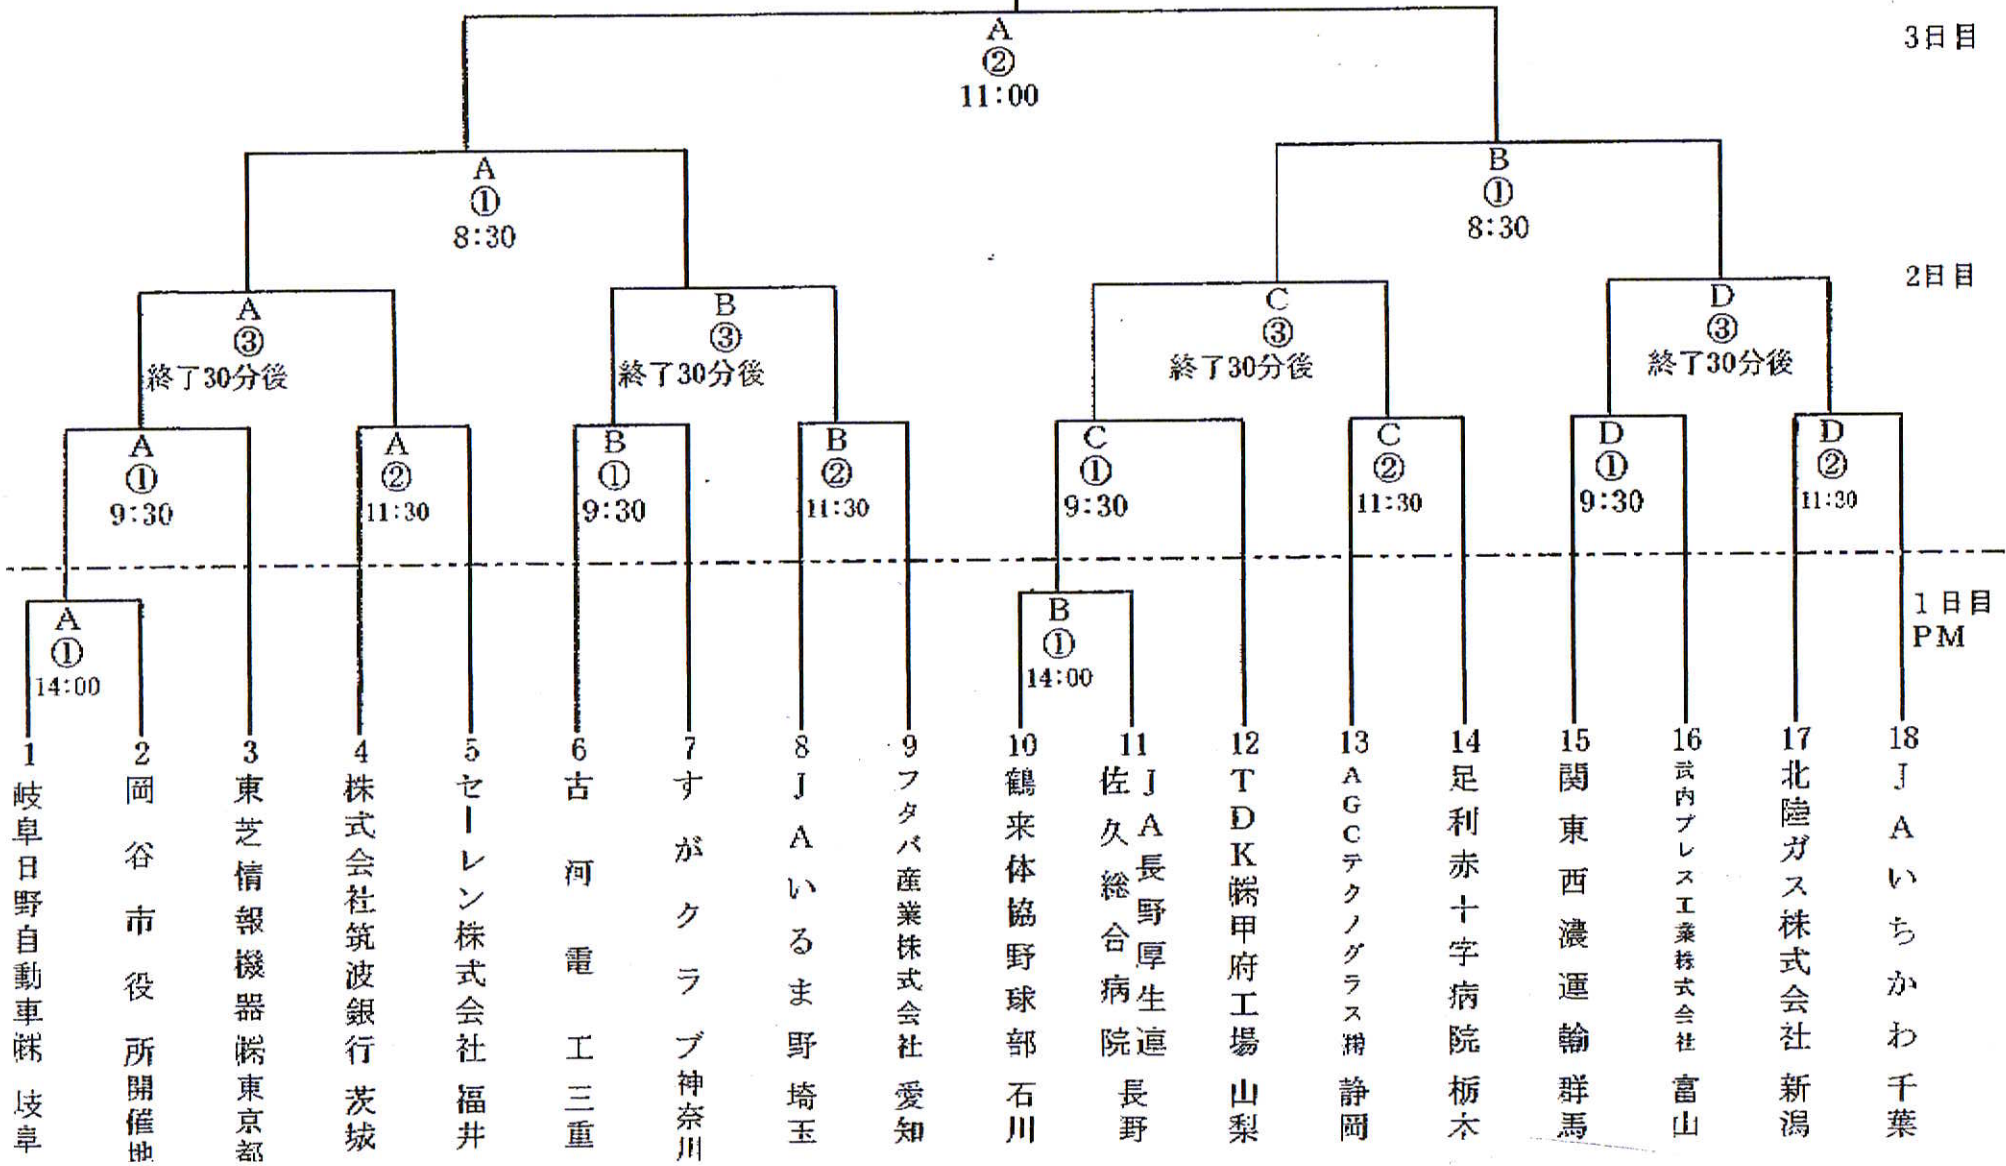 A
②
11:00
3日目
A
①
8:30
B
①
8:30
2日目
A
③
終了30分後
B
③
終了30分後
C
③
終了30分後
D
③
終了30分後
A
①
9:30
A
②
11:30
B
①
9:30
B
②
11:30
C
①
9:30
C
②
11:30
D
①
9:30
D
②
11:30
A
①
14:00
B
①
14:00
1日目
PM
1
岐阜日野自動車㈱ 岐阜
2
岡谷市役所 開催地
3
東芝情報機器㈱ 東京都
4
株式会社筑波銀行 茨城
5
セーレン株式会社 福井
6
古河電工 三重
7
すがクラブ 神奈川
8
JAいるま野 埼玉
9
フタバ産業株式会社 愛知
10
鶴来体協野球部 石川
11
JA長野厚生連
佐久総合病院 長野
12
TDK㈱甲府工場 山梨
13
AGCテクノグラス㈱ 静岡
14
足利赤十字病院 栃木
15
関東西濃運輸 群馬
16
武内プレス工業株式会社 富山
17
北陸ガス株式会社 新潟
18
JAいちかわ 千葉